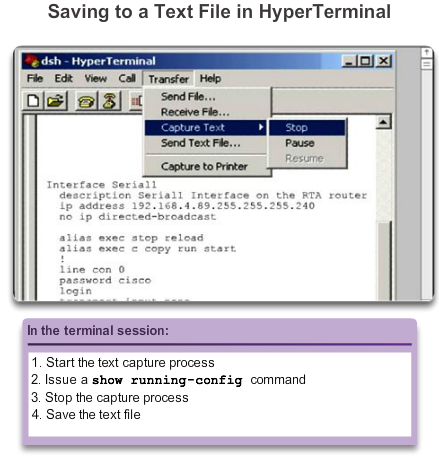 Saving to a Text File in HyperTerminal
dsh - HyperTerminal
File Edit View Call Transfer Help
Send File...
Receive File...
Capture Text
Send Text File...
Capture to Printer
Stop
Pause
Resume
Interface Serial1
description Serial1 Interface on the RTA router
ip address 192.168.4.89.255.255.255.240
no ip directed-broadcast
alias exec stop reload
alias exec c copy run start
!
line con 0
password cisco
login
In the terminal session:
1. Start the text capture process
2. Issue a show running-config command
3. Stop the capture process
4. Save the text file